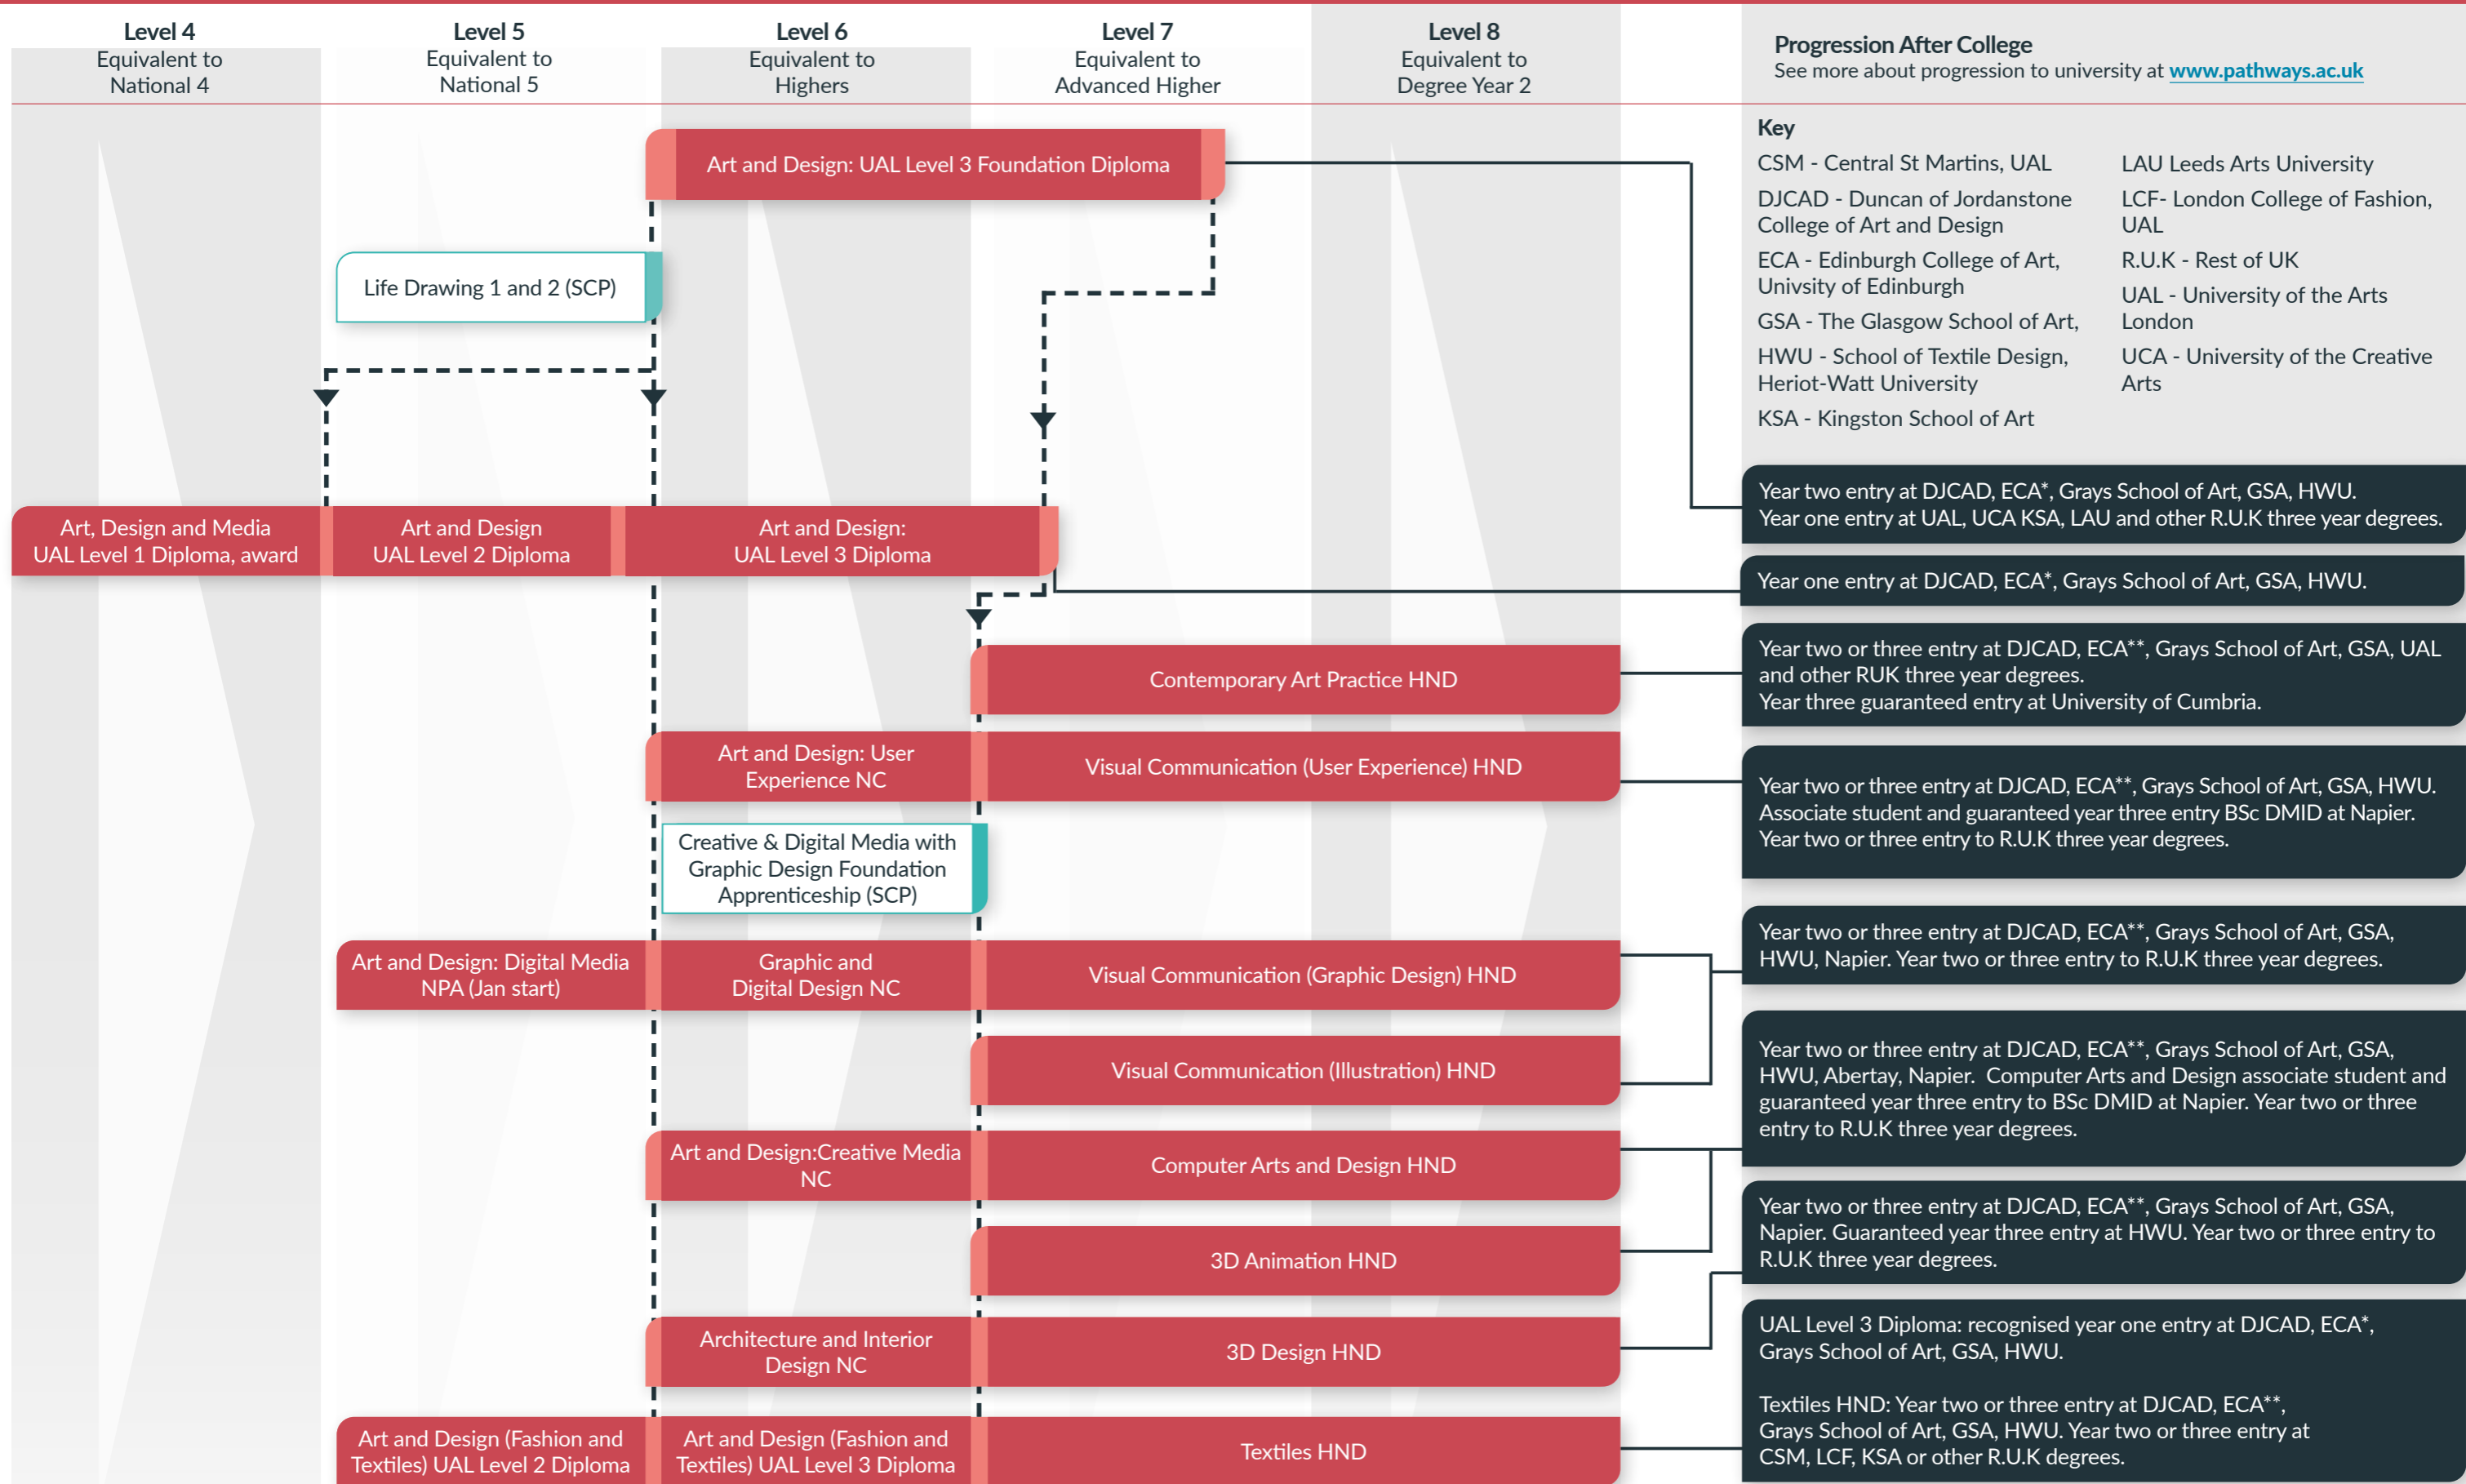 Level 4
Equivalent to
National 4
Level 5
Equivalent to
National 5
Level 6
Equivalent to
Highers
Level 7
Equivalent to
Advanced Higher
Level 8
Equivalent to
Degree Year 2
Progression After College
See more about progression to university at www.pathways.ac.uk
Key
CSM - Central St Martins, UAL
DJCAD - Duncan of Jordanstone
College of Art and Design
ECA - Edinburgh College of Art,
Univsity of Edinburgh
GSA - The Glasgow School of Art,
HWU - School of Textile Design,
Heriot-Watt University
KSA - Kingston School of Art
LAU Leeds Arts University
LCF- London College of Fashion,
UAL
R.U.K - Rest of UK
UAL - University of the Arts
London
UCA - University of the Creative
Arts
Art and Design: UAL Level 3 Foundation Diploma
Life Drawing 1 and 2 (SCP)
Art, Design and Media
UAL Level 1 Diploma, award
Art and Design
UAL Level 2 Diploma
Art and Design:
UAL Level 3 Diploma
Year two entry at DJCAD, ECA*, Grays School of Art, GSA, HWU.
Year one entry at UAL, UCA KSA, LAU and other R.U.K three year degrees.
Year one entry at DJCAD, ECA*, Grays School of Art, GSA, HWU.
Contemporary Art Practice HND
Year two or three entry at DJCAD, ECA**, Grays School of Art, GSA, UAL
and other RUK three year degrees.
Year three guaranteed entry at University of Cumbria.
Art and Design: User
Experience NC
Visual Communication (User Experience) HND
Year two or three entry at DJCAD, ECA**, Grays School of Art, GSA, HWU.
Associate student and guaranteed year three entry BSc DMID at Napier.
Year two or three entry to R.U.K three year degrees.
Creative & Digital Media with
Graphic Design Foundation
Apprenticeship (SCP)
Art and Design: Digital Media
NPA (Jan start)
Graphic and
Digital Design NC
Visual Communication (Graphic Design) HND
Year two or three entry at DJCAD, ECA**, Grays School of Art, GSA,
HWU, Napier. Year two or three entry to R.U.K three year degrees.
Visual Communication (Illustration) HND
Year two or three entry at DJCAD, ECA**, Grays School of Art, GSA,
HWU, Abertay, Napier. Computer Arts and Design associate student and
guaranteed year three entry to BSc DMID at Napier. Year two or three
entry to R.U.K three year degrees.
Art and Design:Creative Media
NC
Computer Arts and Design HND
3D Animation HND
Year two or three entry at DJCAD, ECA**, Grays School of Art, GSA,
Napier. Guaranteed year three entry at HWU. Year two or three entry to
R.U.K three year degrees.
Architecture and Interior
Design NC
3D Design HND
UAL Level 3 Diploma: recognised year one entry at DJCAD, ECA*,
Grays School of Art, GSA, HWU.
Textiles HND: Year two or three entry at DJCAD, ECA**,
Grays School of Art, GSA, HWU. Year two or three entry at
CSM, LCF, KSA or other R.U.K degrees.
Art and Design (Fashion and
Textiles) UAL Level 2 Diploma
Art and Design (Fashion and
Textiles) UAL Level 3 Diploma
Textiles HND